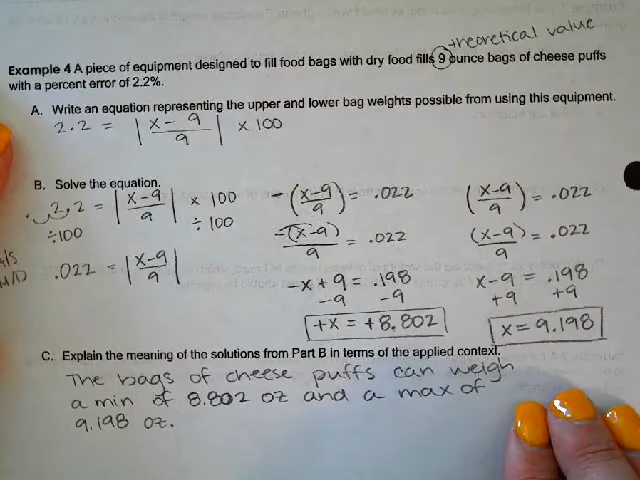 theoretical value
Example 4 A piece of equipment designed to fill food bags with dry food fills 9 ounce bags of cheese puffs
with a percent error of 2.2%.
A. Write an equation representing the upper and lower bag weights possible from using this equipment.
2.2 = |x-9/9| x 100
B. Solve the equation.
2.2 = |x-9/9| x 100
÷100 ÷100
.022 = |x-9/9|
-(x-9/9) = .022
-(x-9)/9 = .022
-x + 9 = .198
-9 -9
+x = +8.802
(x-9/9) = .022
(x-9)/9 = .022
x-9 = .198
+9 +9
x = 9.198
A/S
M/D
C. Explain the meaning of the solutions from Part B in terms of the applied context.
The bags of cheese puffs can weigh
a min of 8.802 oz and a max of
9.198 oz.